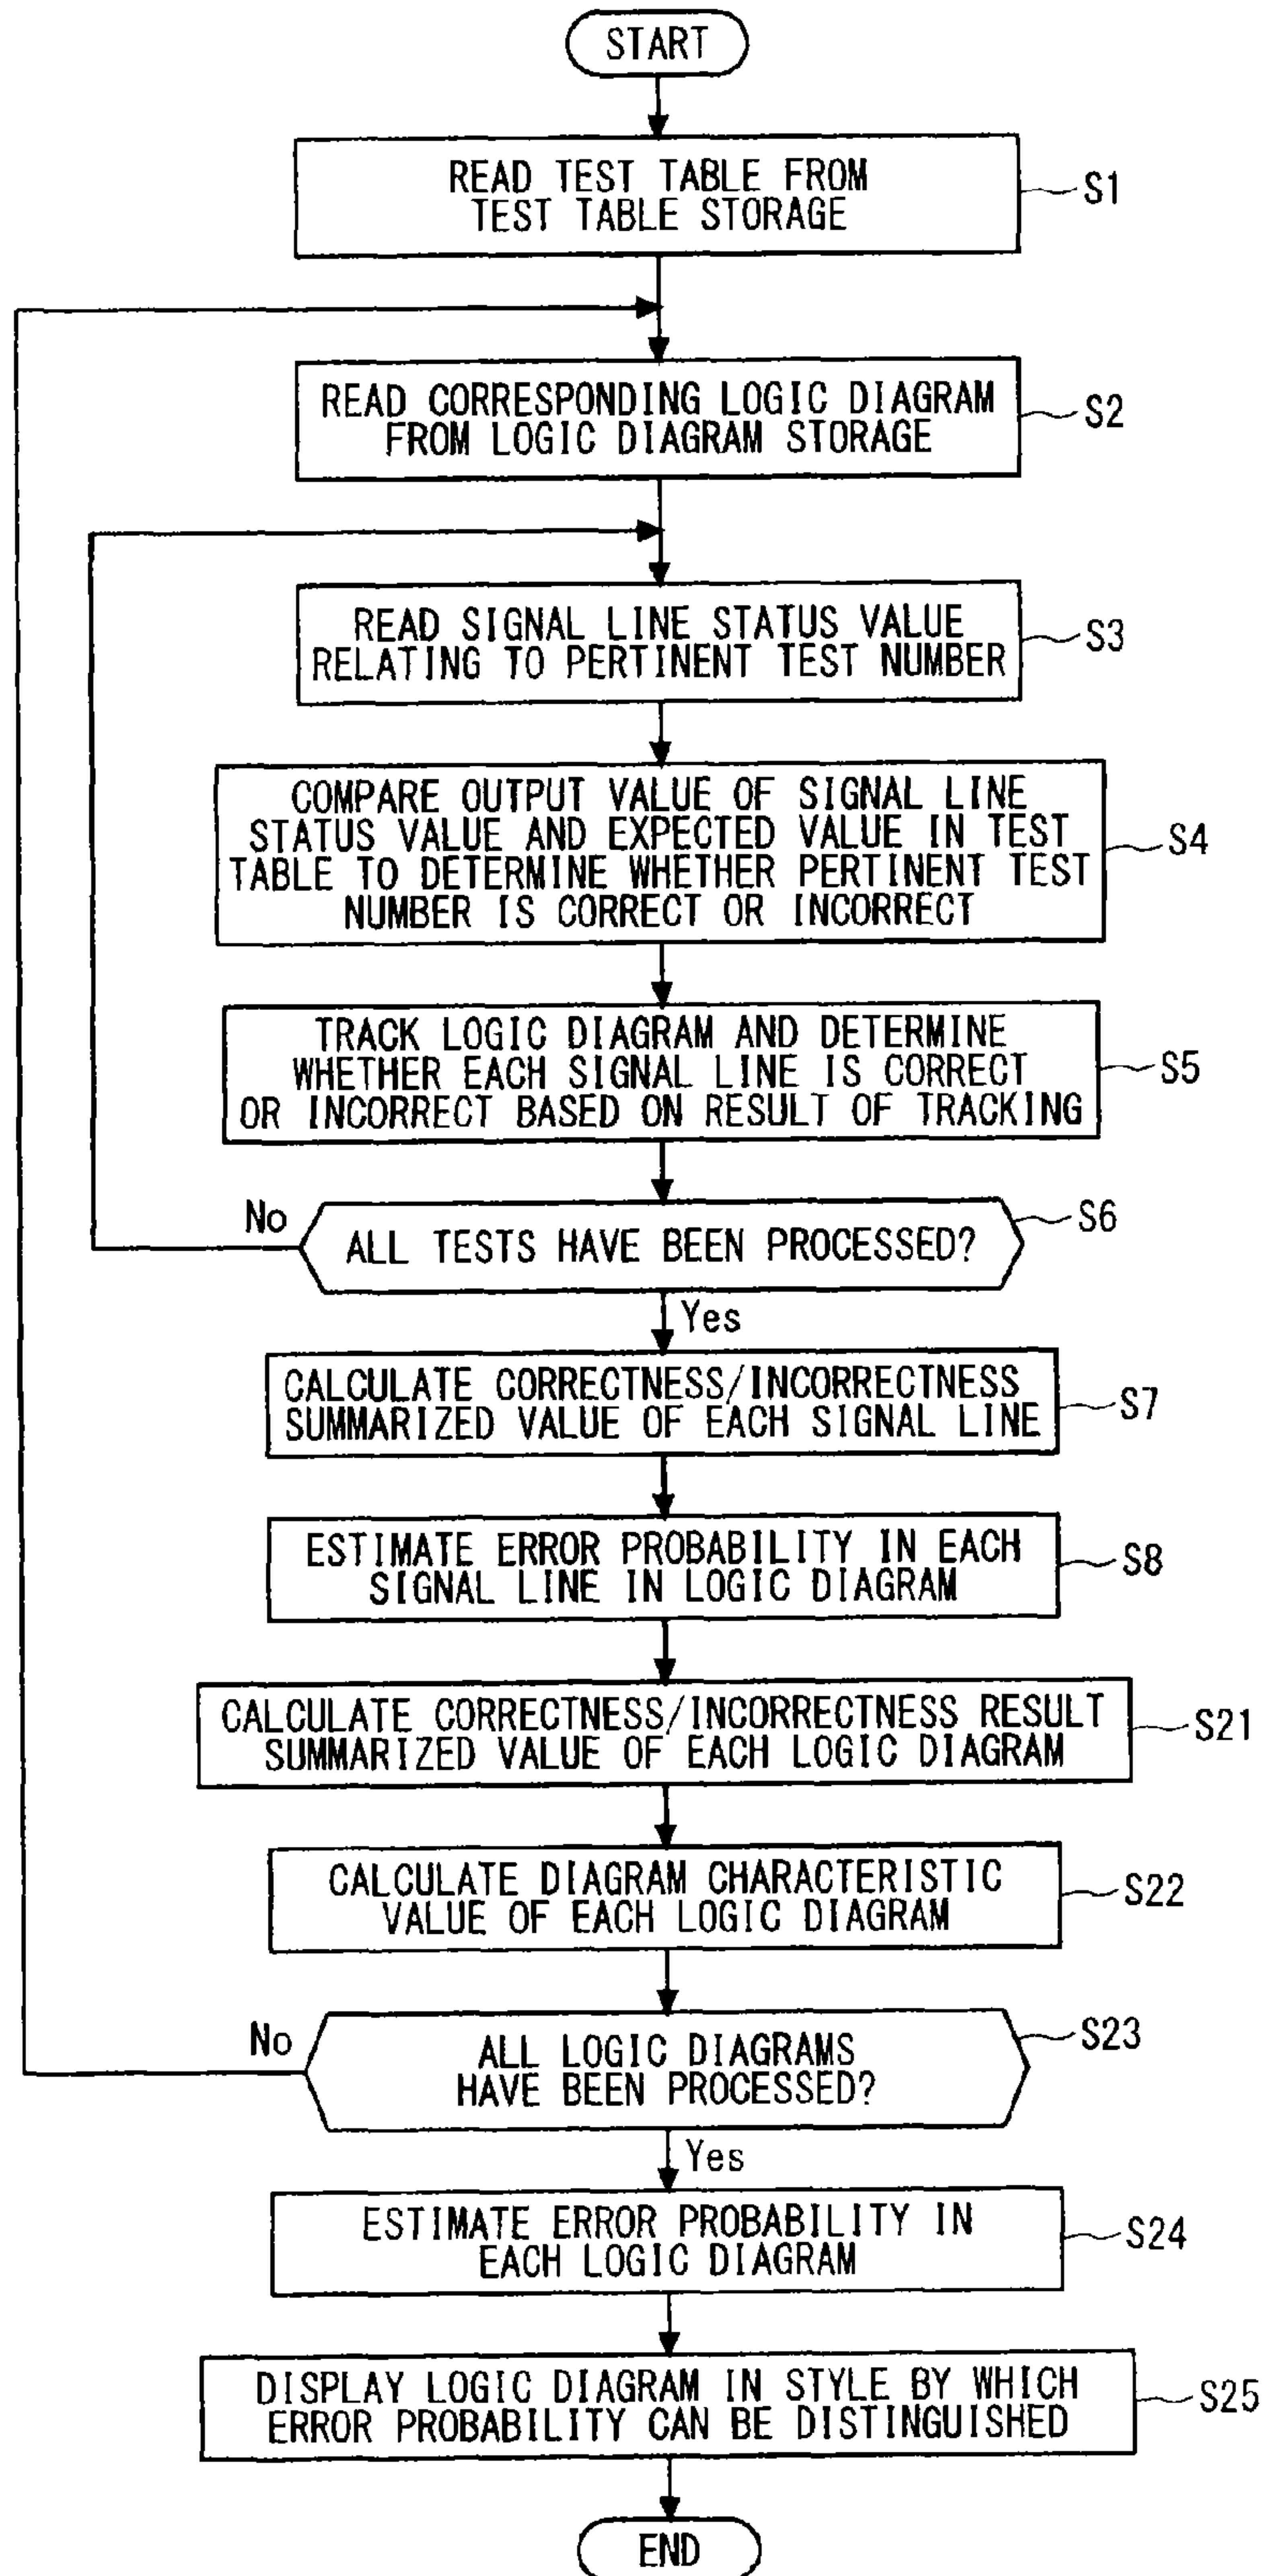 START
READ TEST TABLE FROM
TEST TABLE STORAGE
S1
READ CORRESPONDING LOGIC DIAGRAM
FROM LOGIC DIAGRAM STORAGE
S2
READ SIGNAL LINE STATUS VALUE
RELATING TO PERTINENT TEST NUMBER
S3
COMPARE OUTPUT VALUE OF SIGNAL LINE
STATUS VALUE AND EXPECTED VALUE IN TEST
TABLE TO DETERMINE WHETHER PERTINENT TEST
NUMBER IS CORRECT OR INCORRECT
S4
TRACK LOGIC DIAGRAM AND DETERMINE
WHETHER EACH SIGNAL LINE IS CORRECT
OR INCORRECT BASED ON RESULT OF TRACKING
S5
No
ALL TESTS HAVE BEEN PROCESSED?
S6
Yes
CALCULATE CORRECTNESS/INCORRECTNESS
SUMMARIZED VALUE OF EACH SIGNAL LINE
S7
ESTIMATE ERROR PROBABILITY IN EACH
SIGNAL LINE IN LOGIC DIAGRAM
S8
CALCULATE CORRECTNESS/INCORRECTNESS RESULT
SUMMARIZED VALUE OF EACH LOGIC DIAGRAM
S21
CALCULATE DIAGRAM CHARACTERISTIC
VALUE OF EACH LOGIC DIAGRAM
S22
No
ALL LOGIC DIAGRAMS
HAVE BEEN PROCESSED?
S23
Yes
ESTIMATE ERROR PROBABILITY IN
EACH LOGIC DIAGRAM
S24
DISPLAY LOGIC DIAGRAM IN STYLE BY WHICH
ERROR PROBABILITY CAN BE DISTINGUISHED
S25
END